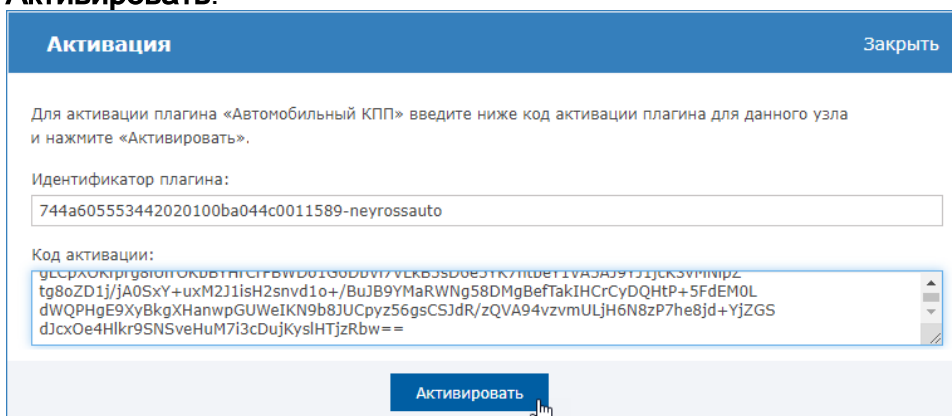 Активировать.
Активация
Закрыть
Для активации плагина «Автомобильный КПП» введите ниже код активации плагина для данного узла
и нажмите «Активировать».
Идентификатор плагина:
744a605553442020100ba044c0011589-neyrossauto
Код активации:
tg8oZD1j/jA0SxY+uxM2J1isH2snvd1o+/BuJB9YMaRWNg58DMgBefTakIHCrCyDQHtP+5FdEM0L
dWQPHgE9XyBkgXHanwpGUWeIKN9b8JUCpyz56gsCSJdR/zQVA94vzvmULjH6N8zP7he8jd+YjZGS
dJcxOe4Hlkr9SNSveHuM7i3cDujKyslHTjzRbw==
Активировать